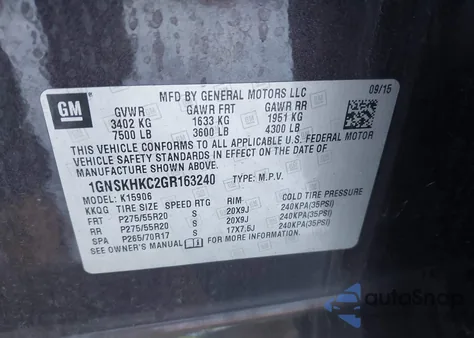 GM
MFD BY GENERAL MOTORS LLC
09/15
GVWR GAWR FRT GAWR RR
3402 KG 1633 KG 1951 KG
7500 LB 3600 LB 4300 LB
THIS VEHICLE CONFORMS TO ALL APPLICABLE U.S. FEDERAL MOTOR
VEHICLE SAFETY STANDARDS IN EFFECT ON THE DATE OF
MANUFACTURE SHOWN ABOVE.
1GNSKHKC2GR163240 TYPE: M.P.V.
MODEL: K15906
KKQG TIRE SIZE SPEED RTG RIM COLD TIRE PRESSURE
FRT P275/55R20 S 20X9J 240KPA(35PSI)
RR P275/55R20 S 20X9J 240KPA(35PSI)
SPA P265/70R17 S 17X7.5J 240KPA(35PSI)
SEE OWNER'S MANUAL FOR ADDITIONAL INFORMATION.
autoSnap